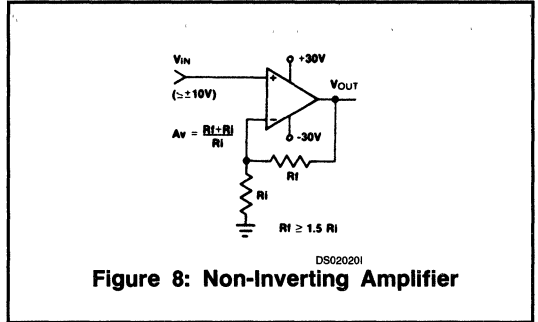 VIN
+30V
VOUT
+
(≥±10V)
−
Av = Rf+Ri
Ri
-30V
Rf
Ri
Rf ≥ 1.5 Ri
DS02020I
Figure 8: Non-Inverting Amplifier